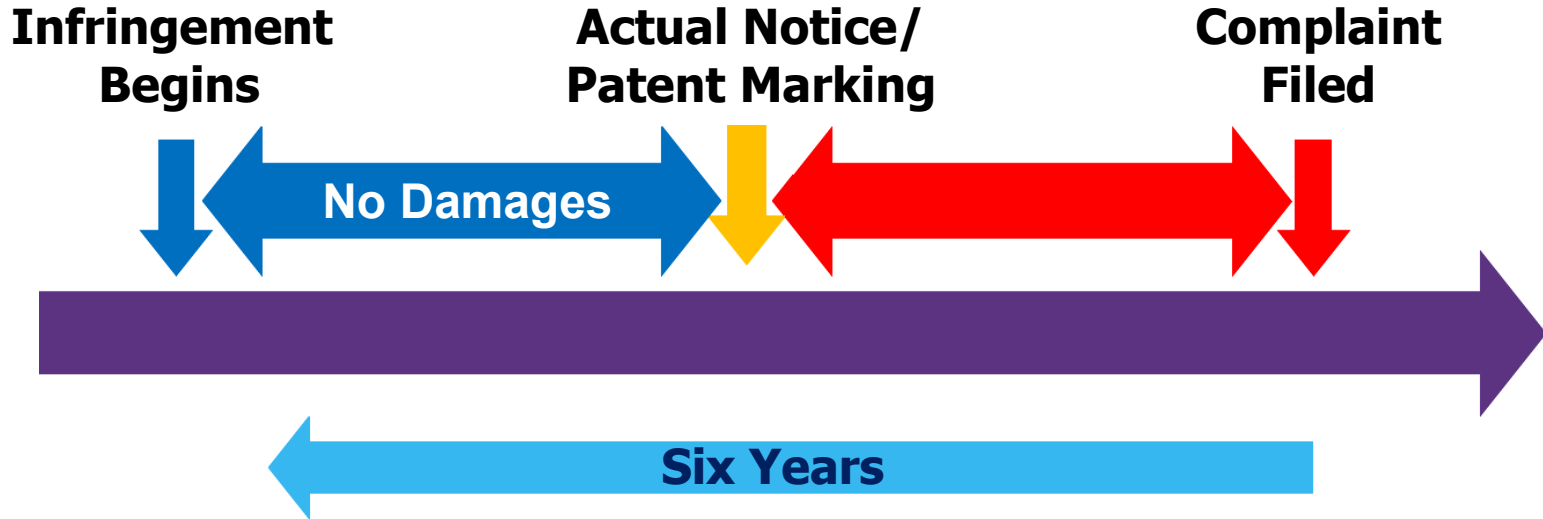 Infringement
Begins
Actual Notice/
Patent Marking
Complaint
Filed
No Damages
Six Years